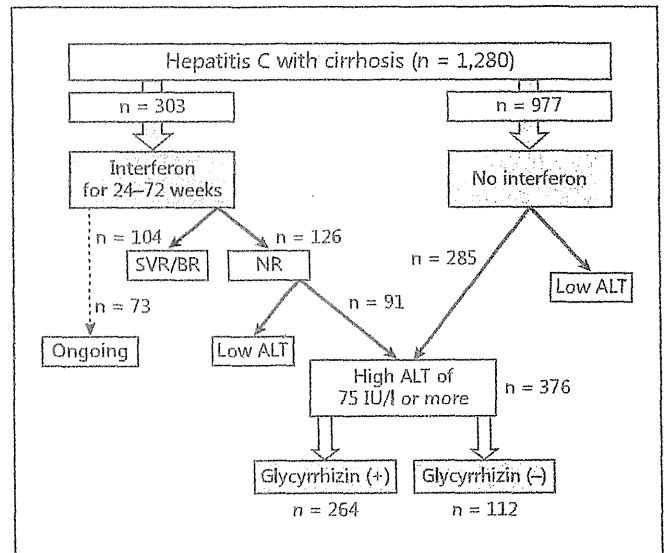 Hepatitis C with cirrhosis (n = 1,280)
n = 303
n = 977
Interferon
for 24–72 weeks
No interferon
n = 104
n = 126
SVR/BR
NR
n = 285
Low ALT
n = 73
n = 91
Ongoing
Low ALT
High ALT of
75 IU/l or more
n = 376
Glycyrrhizin (+)
Glycyrrhizin (–)
n = 264
n = 112